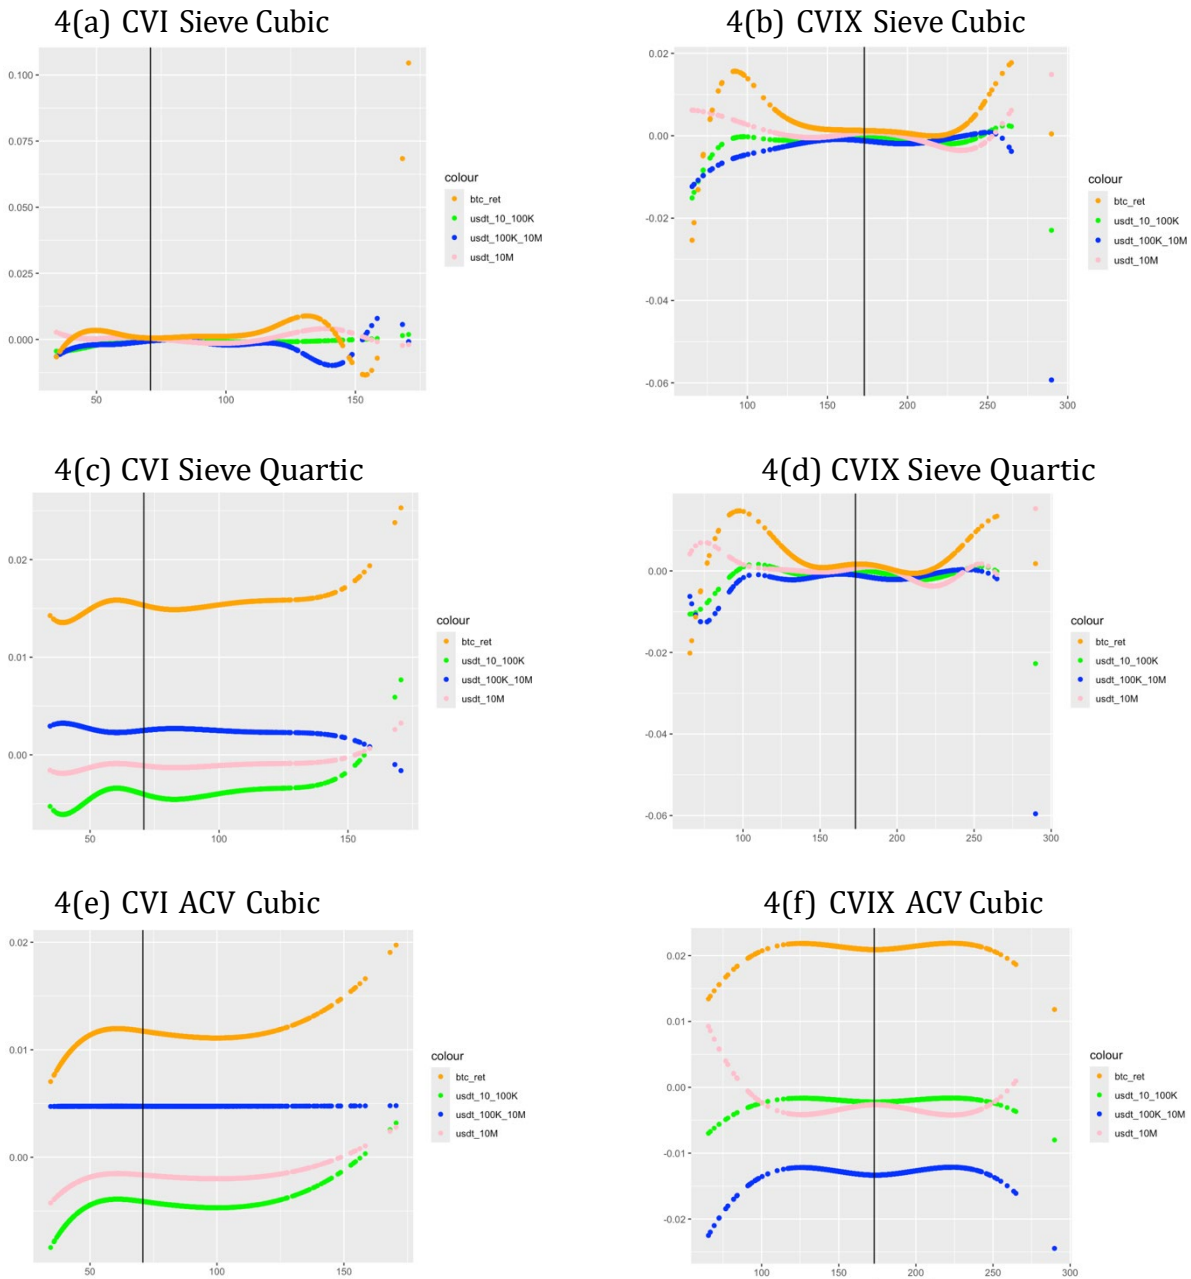 4(a) CVI Sieve Cubic
0.100
0.075
0.050
0.025
0.000
50
100
150
colour
btc_ret
usdt_10_100K
usdt_100K_10M
usdt_10M
4(b) CVIX Sieve Cubic
0.02
0.00
-0.02
-0.04
-0.06
100
150
200
250
300
colour
btc_ret
usdt_10_100K
usdt_100K_10M
usdt_10M
4(c) CVI Sieve Quartic
0.02
0.01
0.00
50
100
150
colour
btc_ret
usdt_10_100K
usdt_100K_10M
usdt_10M
4(d) CVIX Sieve Quartic
0.00
-0.02
-0.04
-0.06
100
150
200
250
300
colour
btc_ret
usdt_10_100K
usdt_100K_10M
usdt_10M
4(e) CVI ACV Cubic
0.02
0.01
0.00
50
100
150
colour
btc_ret
usdt_10_100K
usdt_100K_10M
usdt_10M
4(f) CVIX ACV Cubic
0.02
0.01
0.00
-0.01
-0.02
100
150
200
250
300
colour
btc_ret
usdt_10_100K
usdt_100K_10M
usdt_10M